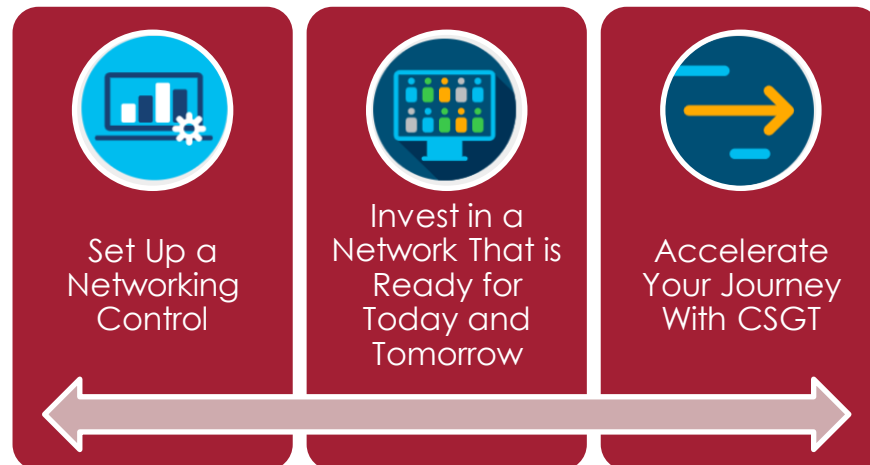 Set Up a
Networking
Control
Invest in a
Network That is
Ready for
Today and
Tomorrow
Accelerate
Your Journey
With CSGT